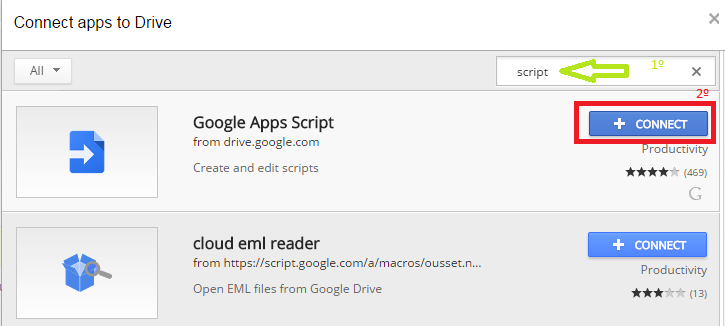 Connect apps to Drive
All
script
1º
2º
Google Apps Script
from drive.google.com
Create and edit scripts
+ CONNECT
Productivity
(469)
G
cloud eml reader
from https://script.google.com/a/macros/ousset.n...
Open EML files from Google Drive
+ CONNECT
Productivity
(13)